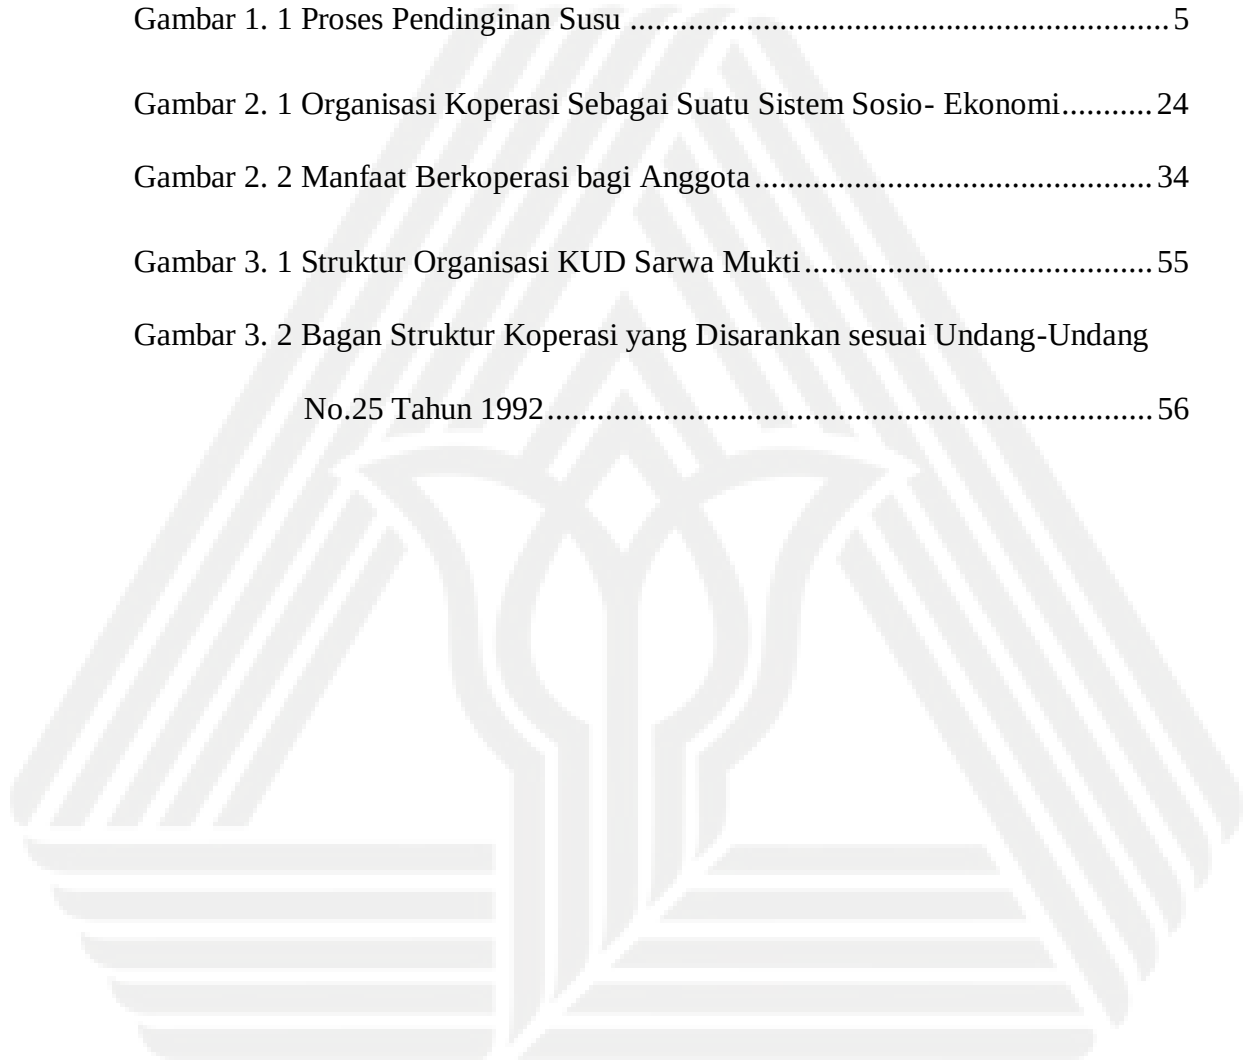 Gambar 1. 1 Proses Pendinginan Susu ................................................................... 5
Gambar 2. 1 Organisasi Koperasi Sebagai Suatu Sistem Sosio- Ekonomi........... 24
Gambar 2. 2 Manfaat Berkoperasi bagi Anggota .................................................. 34
Gambar 3. 1 Struktur Organisasi KUD Sarwa Mukti ............................................ 55
Gambar 3. 2 Bagan Struktur Koperasi yang Disarankan sesuai Undang-Undang
No.25 Tahun 1992............................................................................ 56